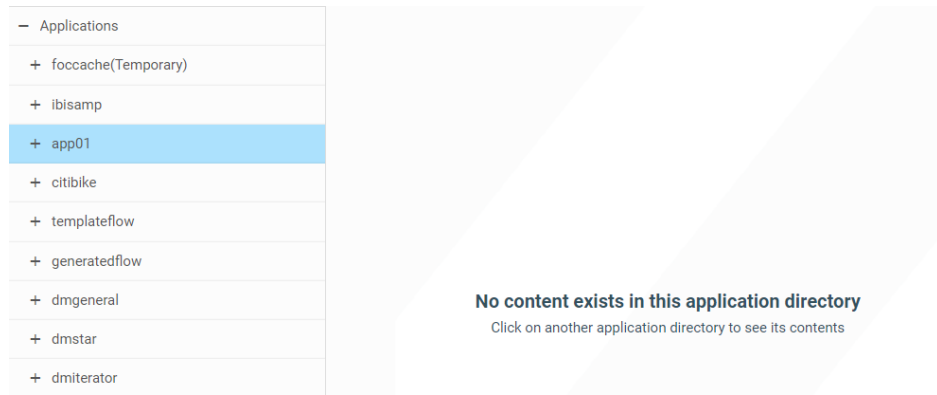 − Applications
+ foccache(Temporary)
+ ibisamp
+ app01
+ citibike
+ templateflow
+ generatedflow
+ dmgeneral
+ dmstar
+ dmiterator
No content exists in this application directory
Click on another application directory to see its contents